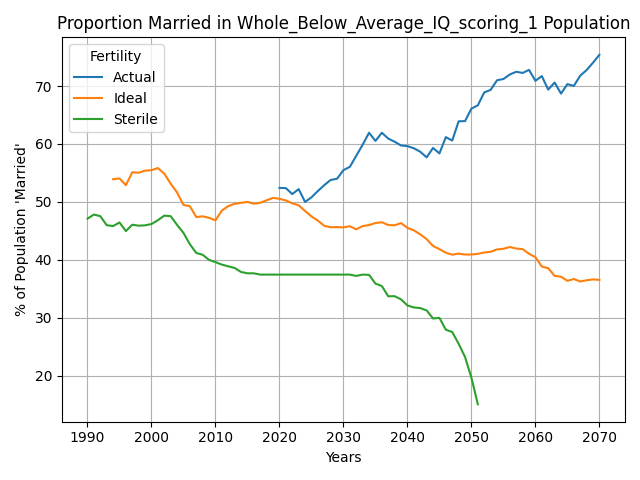 Proportion Married in Whole_Below_Average_IQ_scoring_1 Population
Fertility
Actual
Ideal
Sterile
% of Population 'Married'
70
60
50
40
30
20
1990 2000 2010 2020 2030 2040 2050 2060 2070
Years